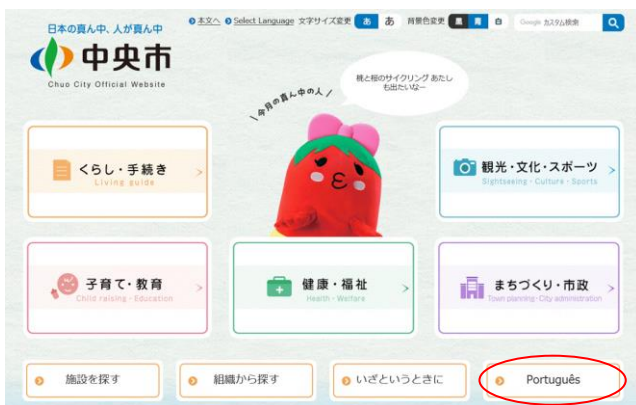 日本の真ん中、人が真ん中
本文へ Select Language 文字サイズ変更 あ あ 背景色変更 黒 青 白 Google カスタム検索
中央市
Chuo City Official Website
桃と桜のサイクリング あたし
も出たいなー
\ 今月の真ん中の人 /
くらし・手続き
Living guide
観光・文化・スポーツ
Sightseeing・Culture・Sports
子育て・教育
Child raising・Education
健康・福祉
Health・Welfare
まちづくり・市政
Town planning・City administration
施設を探す
組織から探す
いざというときに
Português